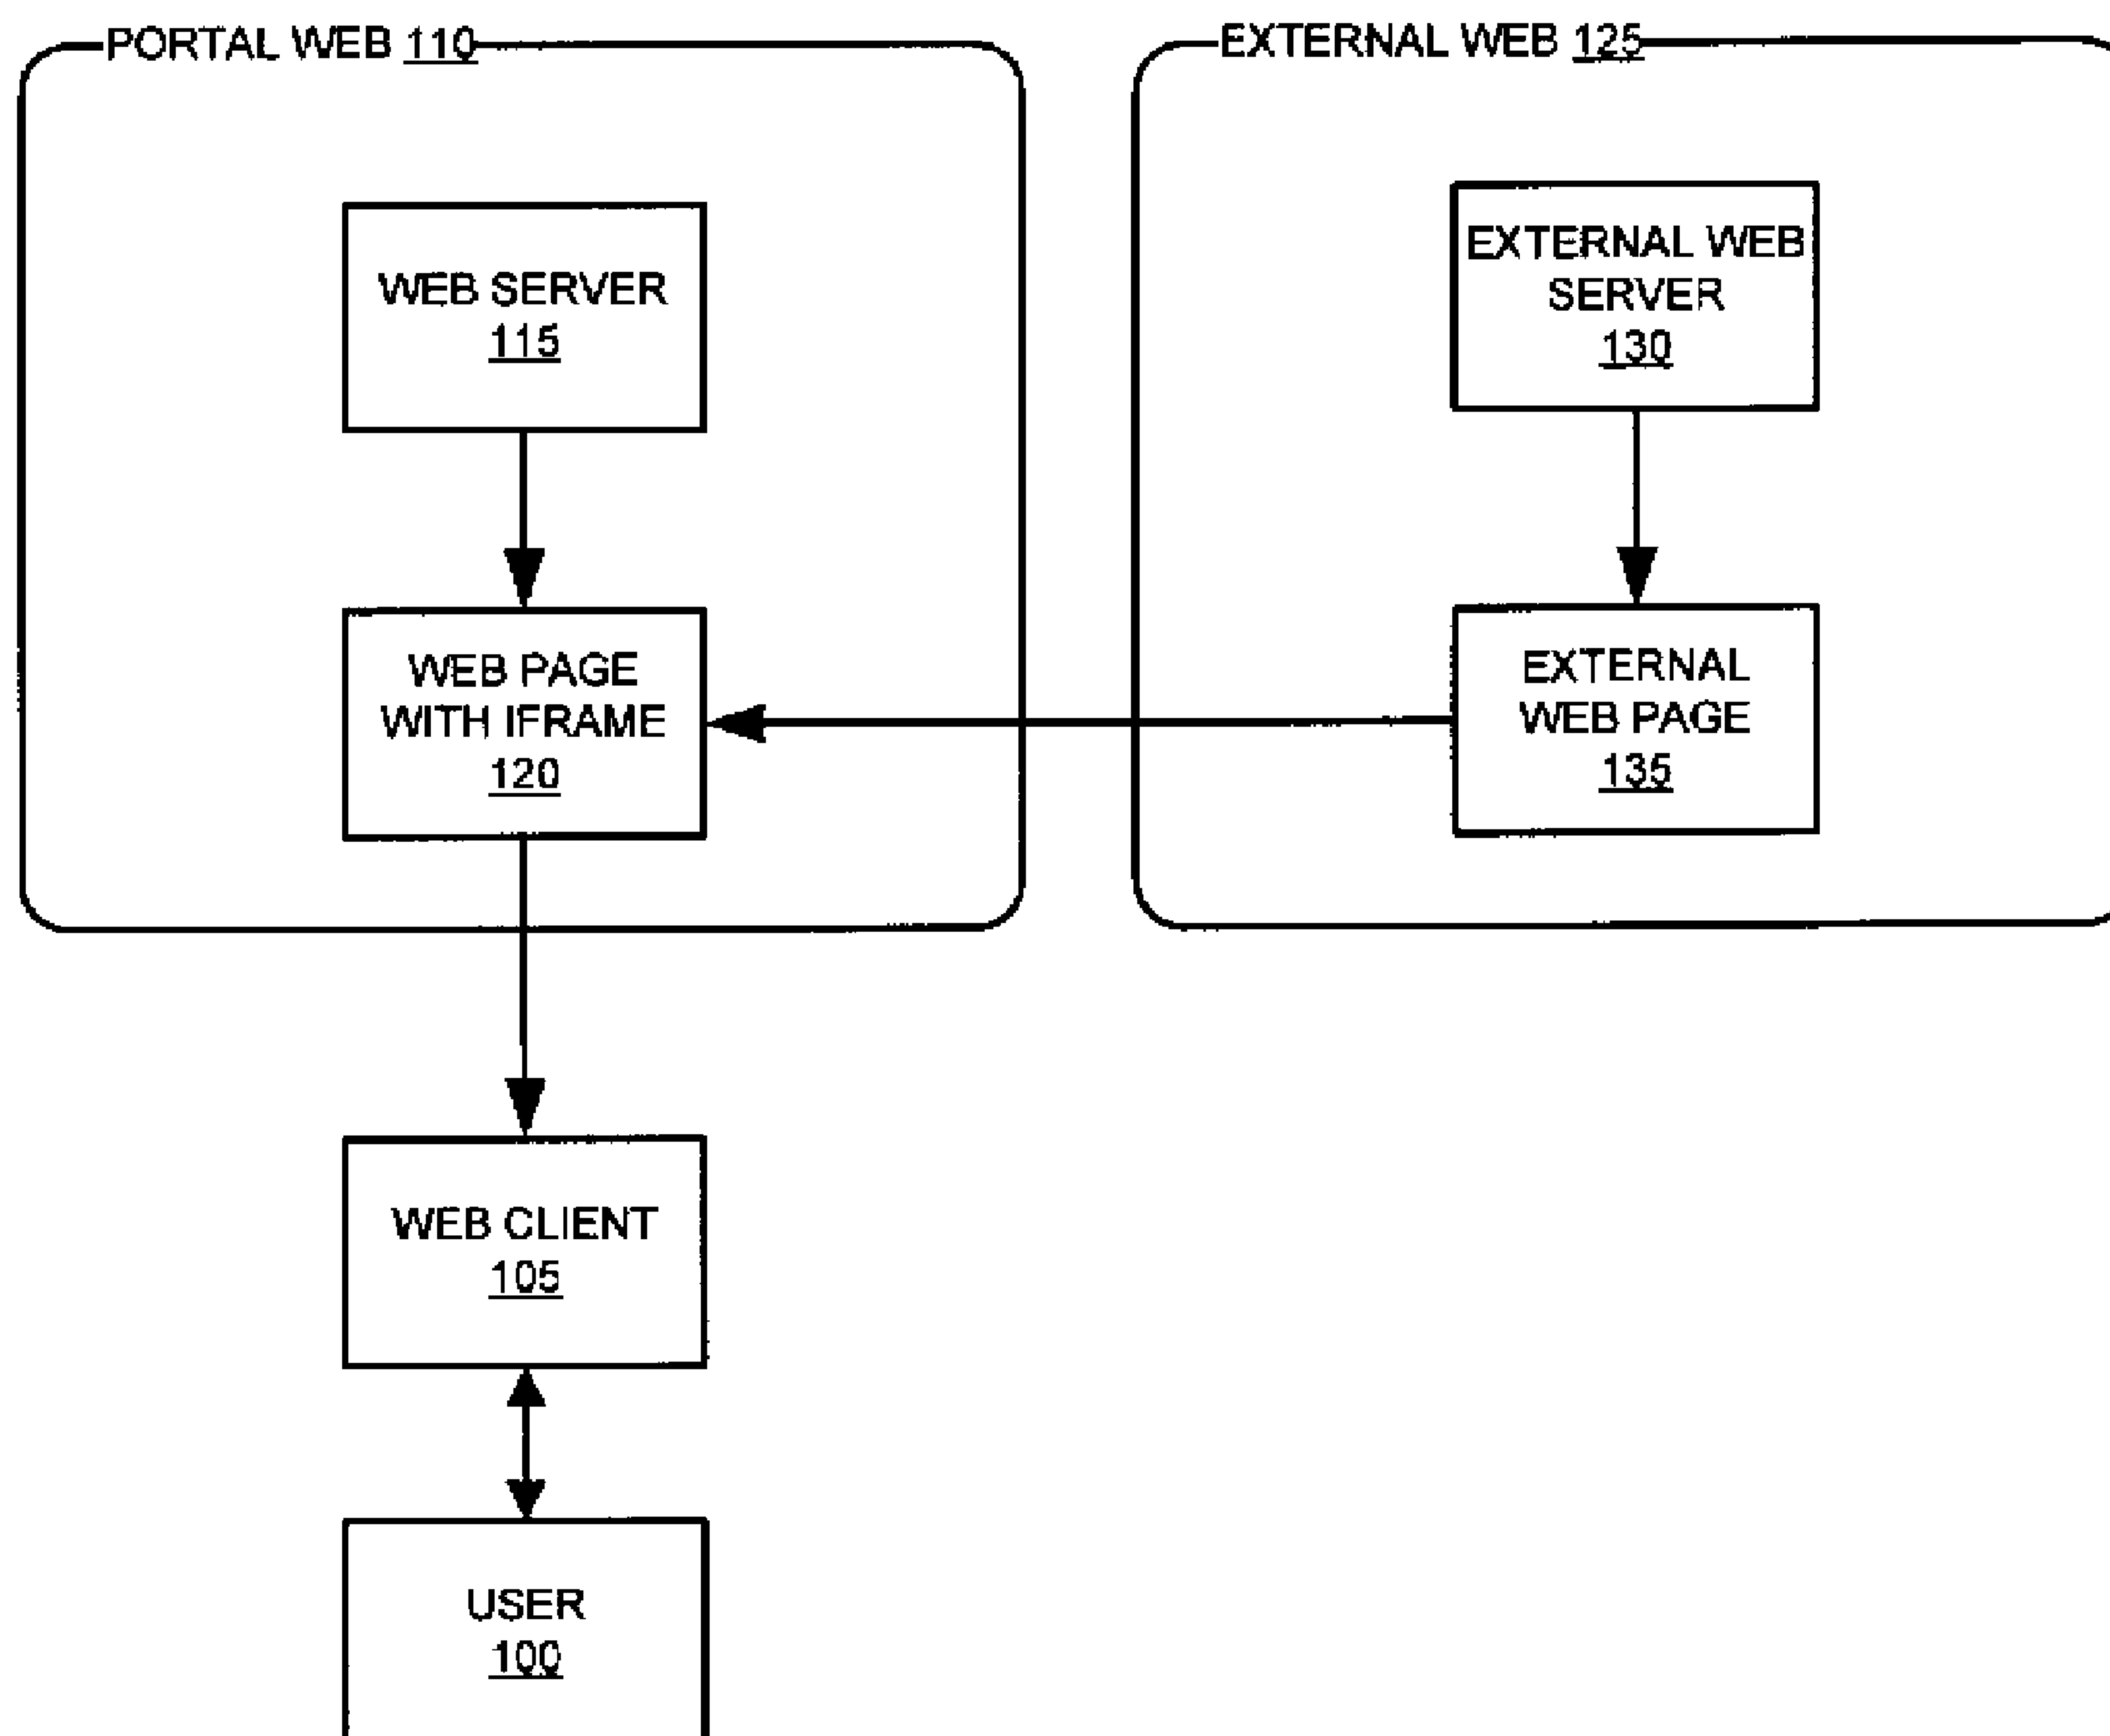 PORTAL WEB 110
EXTERNAL WEB 125
WEB SERVER
115
EXTERNAL WEB
SERVER
130
WEB PAGE
WITH IFRAME
120
EXTERNAL
WEB PAGE
135
WEB CLIENT
105
USER
100